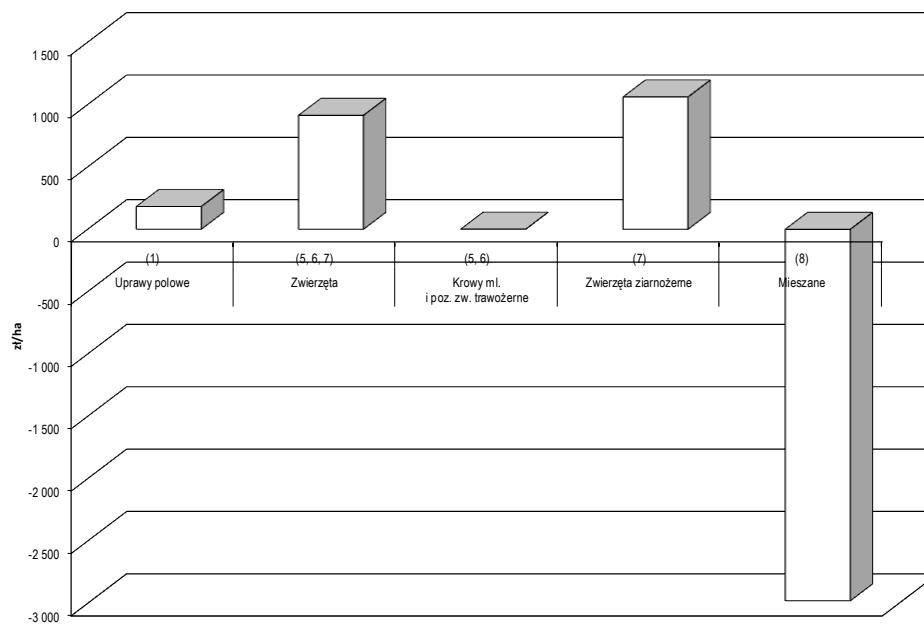 1 500
1 000
500
0
-500
-1 000
-1 500
-2 000
-2 500
-3 000
zł/ha
(1)
Uprawy polowe
(5, 6, 7)
Zwierzęta
(5, 6)
Krowy ml.
i poz. zw. trawożerne
(7)
Zwierzęta ziarnożerne
(8)
Mieszane